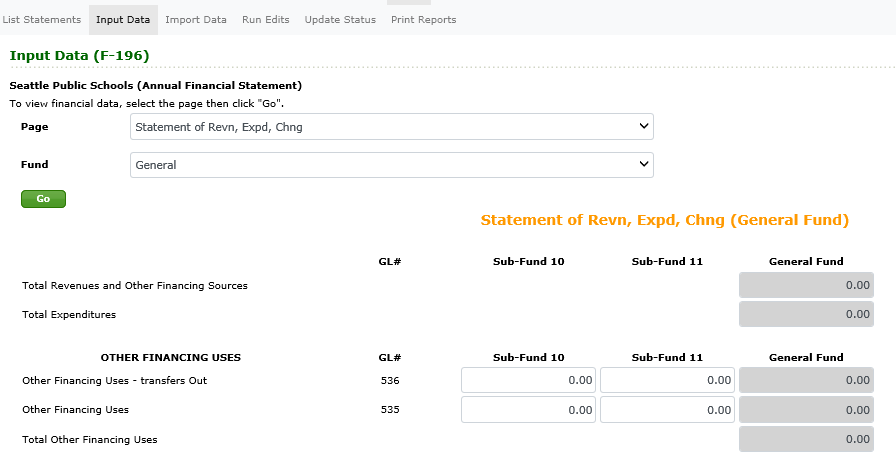 List Statements Input Data Import Data Run Edits Update Status Print Reports
Input Data (F-196)
Seattle Public Schools (Annual Financial Statement)
To view financial data, select the page then click "Go".
Page Statement of Revn, Expd, Chng
Fund General
Go
Statement of Revn, Expd, Chng (General Fund)
GL# Sub-Fund 10 Sub-Fund 11 General Fund
Total Revenues and Other Financing Sources 0.00
Total Expenditures 0.00
OTHER FINANCING USES GL# Sub-Fund 10 Sub-Fund 11 General Fund
Other Financing Uses - transfers Out 536 0.00 0.00 0.00
Other Financing Uses 535 0.00 0.00 0.00
Total Other Financing Uses 0.00